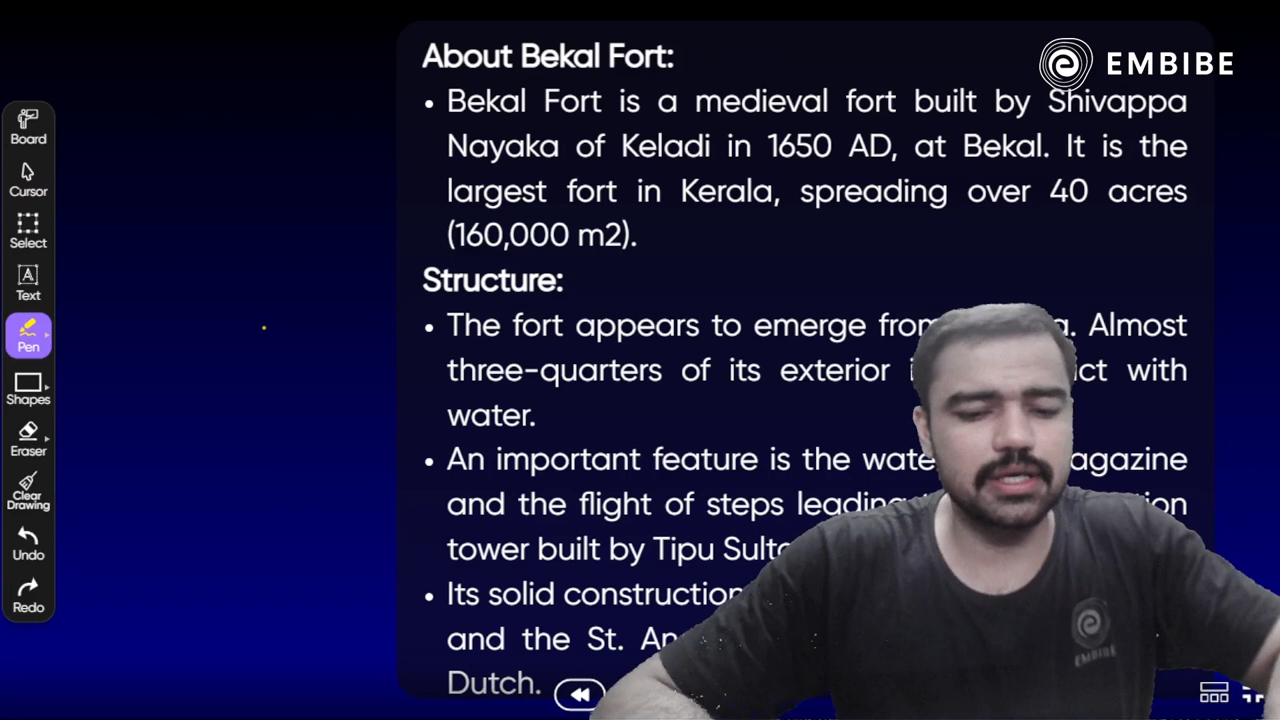 About Bekal Fort:
EMBIBE
• Bekal Fort is a medieval fort built by Shivappa
Nayaka of Keladi in 1650 AD, at Bekal. It is the
largest fort in Kerala, spreading over 40 acres
(160,000 m2).
Structure:
• The fort appears to emerge from Almost
three-quarters of its exterior with
water.
• An important feature is the
and the flight of steps leading
tower built by Tipu
• Its solid construction
and the St.
Dutch.
Board
Cursor
Select
Text
Pen
Shapes
Eraser
Clear
Drawing
Undo
Redo
EMBIBE